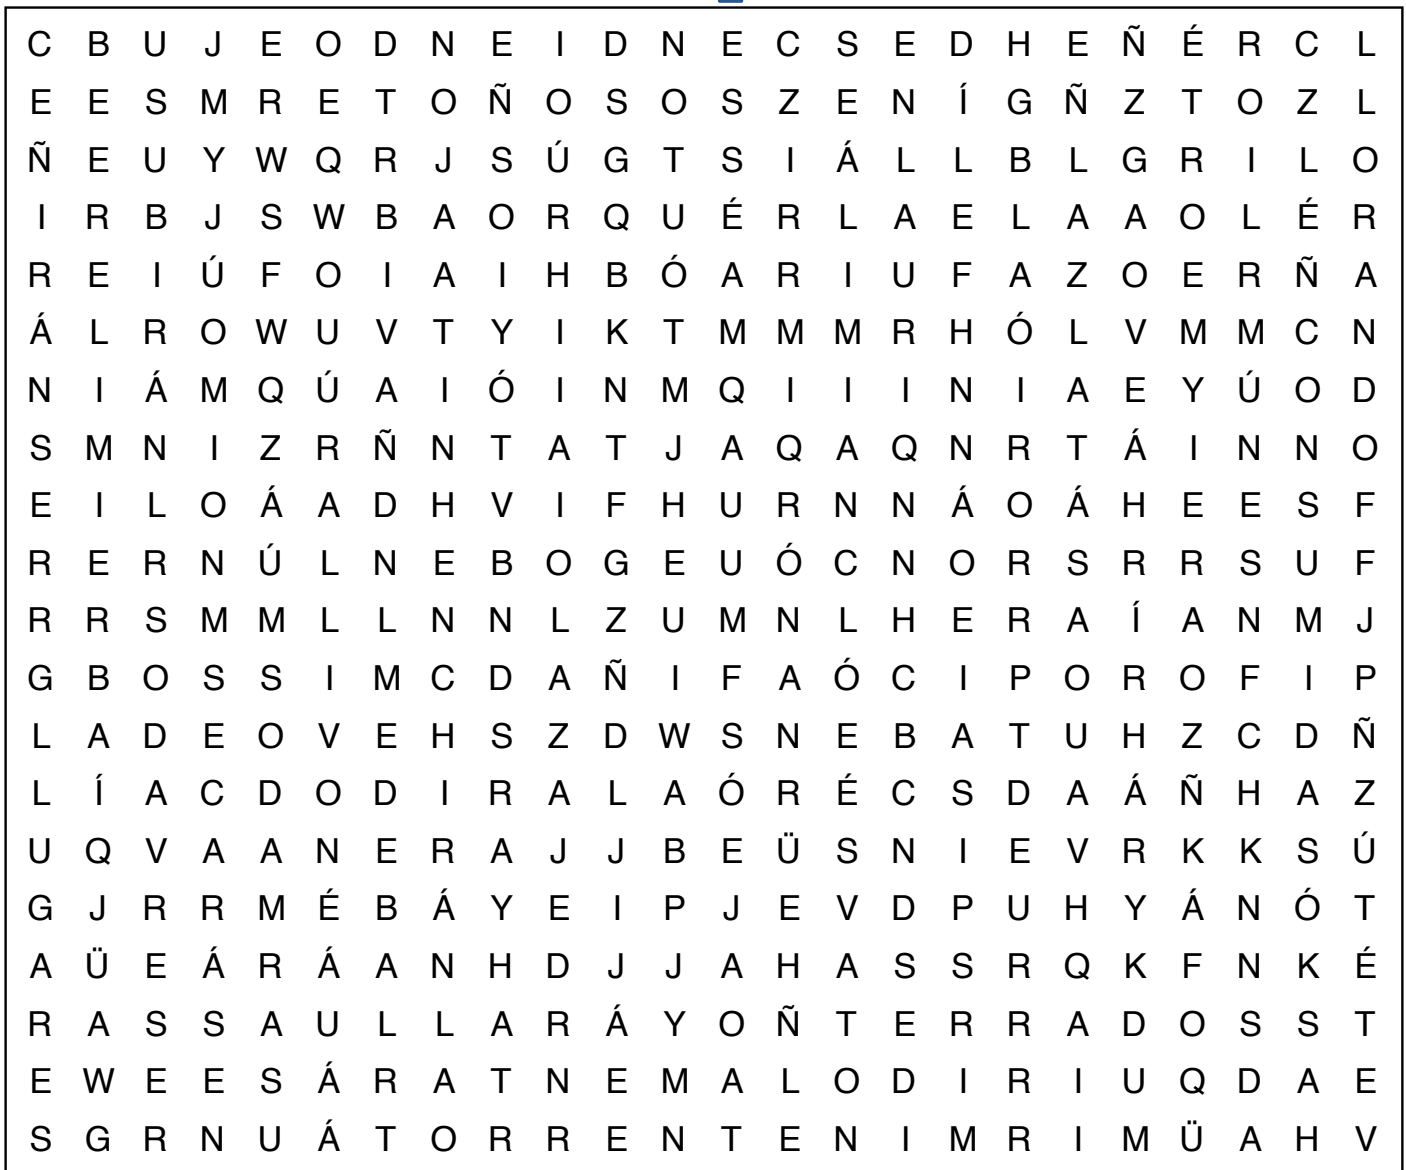 C B U J E O D N E I D N E C S E D H E Ñ É R C L
E E S M R E T O Ñ O S O S Z E N Í G Ñ Z T O Z L
Ñ E U Y W Q R J S Ú G T S I Á L L B L G R I L O
I R B J S W B A O R Q U É R L A E L A A O L É R
R E I Ú F O I A I H B Ó A R I U F A Z O E R Ñ A
Á L R O W U V T Y I K T M M M R H Ó L V M M C N
N I Á M Q Ú A I Ó I N M Q I I I N I A E Y Ú O D
S M N I Z R Ñ N T A T J A Q A Q N R T Á I N N O
E I L O Á A D H V I F H U R N N Á O Á H E E S F
R E R N Ú L N E B O G E U Ó C N O R S R R S U F
R R S M M L L N N L Z U M N L H E R A Í A N M J
G B O S S I M C D A Ñ I F A Ó C I P O R O F I P
L A D E O V E H S Z D W S N E B A T U H Z C D Ñ
L Í A C D O D I R A L A Ó R É C S D A Á Ñ H A Z
U Q V A A N E R A J J B E Ü S N I E V R K K S Ú
G J R R M É B Á Y E I P J E V D P U H Y Á N Ó T
A Ü E Á R Á A N H D J J A H A S S R Q K F N K É
R A S S A U L L A R Á Y O Ñ T E R R A D O S S T
E W E E S Á R A T N E M A L O D I R I U Q D A E
S G R N U Á T O R R E N T E N I M R I M Ü A H V